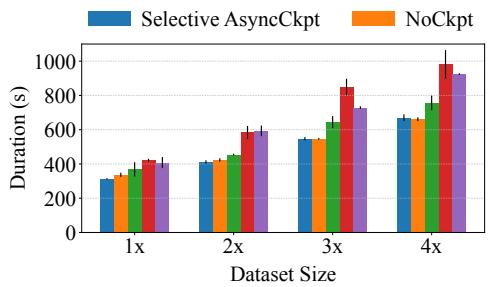 Selective AsyncCkpt NoCkpt
1000
800
600
400
200
0
Duration (s)
1x 2x 3x 4x
Dataset Size